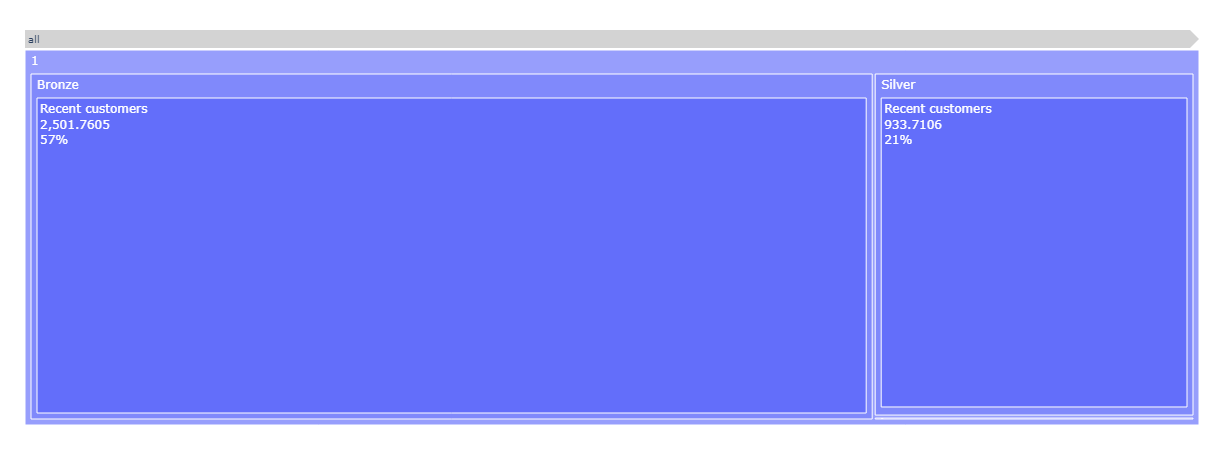 all
1
Bronze
Recent customers
2,501.7605
57%
Silver
Recent customers
933.7106
21%